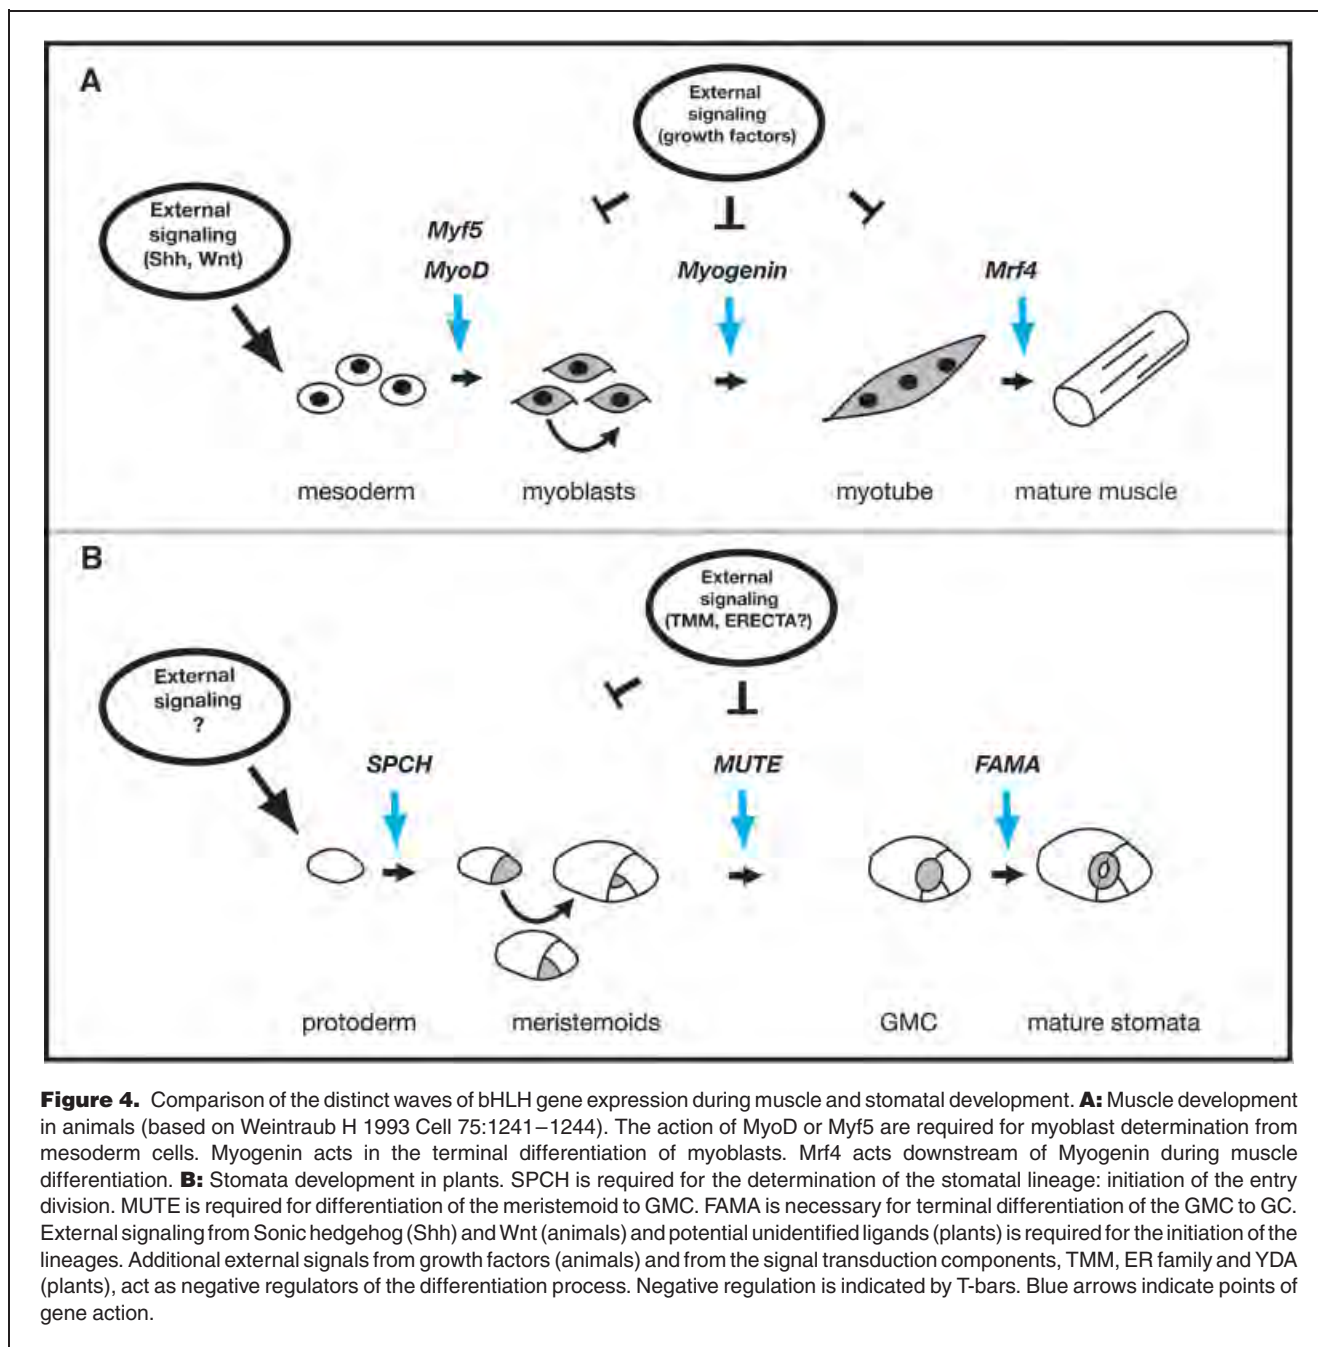 A
External
signaling
(growth factors)
External
signaling
(Shh, Wnt)
Myf5
MyoD
Myogenin
Mrf4
mesoderm
myoblasts
myotube
mature muscle
B
External
signaling
(TMM, ERECTA?)
External
signaling
?
SPCH
MUTE
FAMA
protoderm
meristemoids
GMC
mature stomata
Figure 4. Comparison of the distinct waves of bHLH gene expression during muscle and stomatal development. A: Muscle development
in animals (based on Weintraub H 1993 Cell 75:1241–1244). The action of MyoD or Myf5 are required for myoblast determination from
mesoderm cells. Myogenin acts in the terminal differentiation of myoblasts. Mrf4 acts downstream of Myogenin during muscle
differentiation. B: Stomata development in plants. SPCH is required for the determination of the stomatal lineage: initiation of the entry
division. MUTE is required for differentiation of the meristemoid to GMC. FAMA is necessary for terminal differentiation of the GMC to GC.
External signaling from Sonic hedgehog (Shh) and Wnt (animals) and potential unidentified ligands (plants) is required for the initiation of the
lineages. Additional external signals from growth factors (animals) and from the signal transduction components, TMM, ER family and YDA
(plants), act as negative regulators of the differentiation process. Negative regulation is indicated by T-bars. Blue arrows indicate points of
gene action.